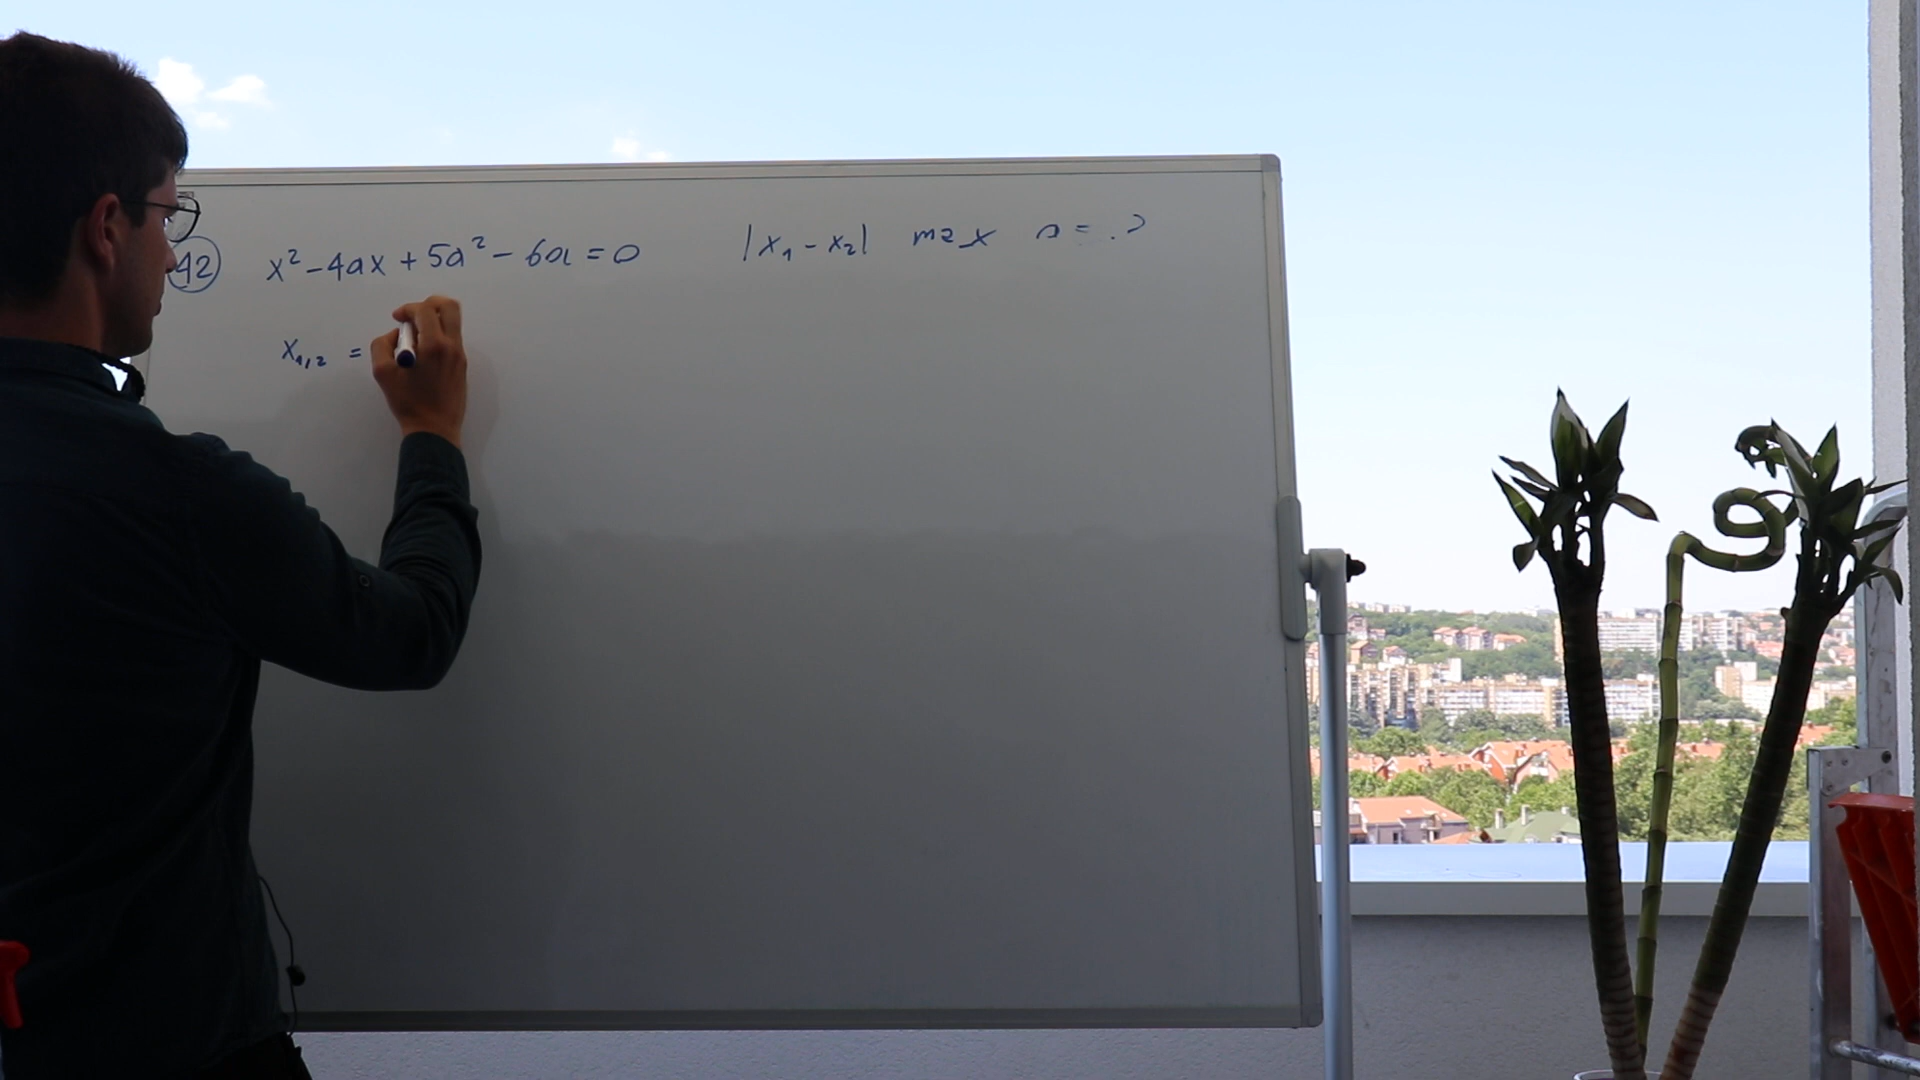 42 x² - 4ax + 5a² - 6a = 0 |x₁ - x₂| max a = ?
x₁,₂ =